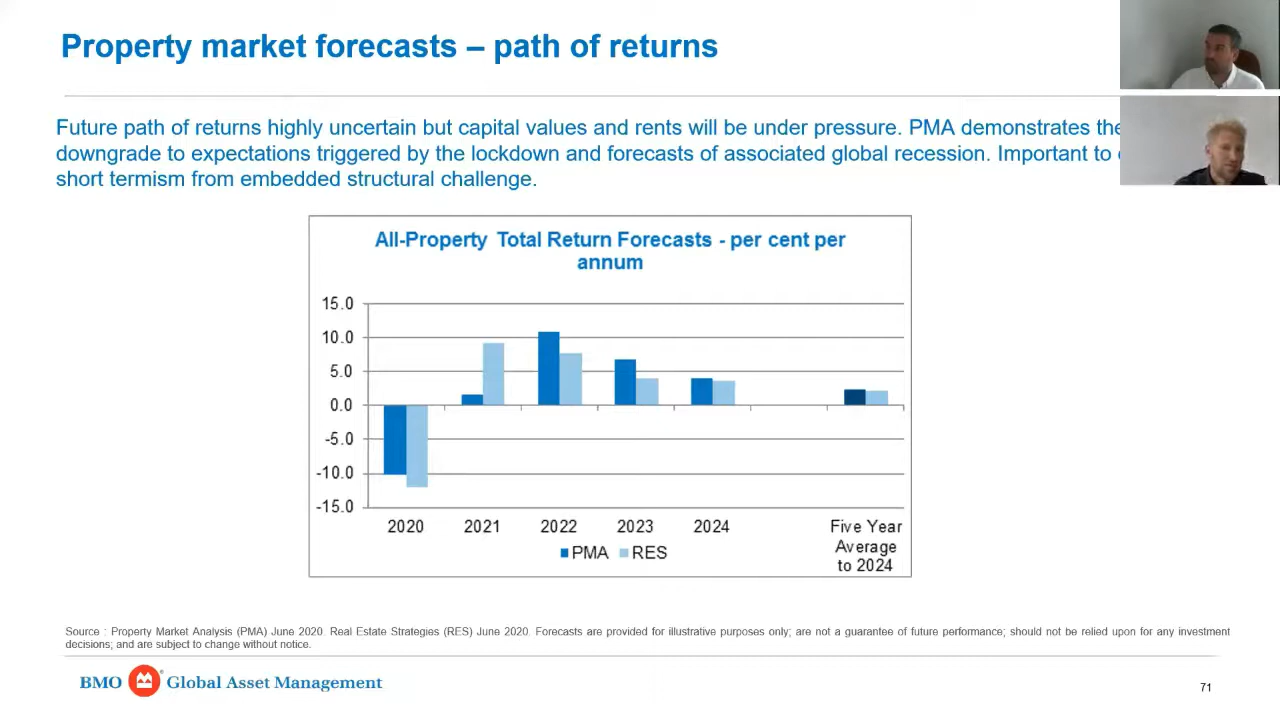 Property market forecasts – path of returns
Future path of returns highly uncertain but capital values and rents will be under pressure. PMA demonstrates the
downgrade to expectations triggered by the lockdown and forecasts of associated global recession. Important to
short termism from embedded structural challenge.
All-Property Total Return Forecasts - per cent per
annum
15.0
10.0
5.0
0.0
-5.0
-10.0
-15.0
2020 2021 2022 2023 2024 Five Year
Average
to 2024
PMA RES
Source : Property Market Analysis (PMA) June 2020. Real Estate Strategies (RES) June 2020. Forecasts are provided for illustrative purposes only; are not a guarantee of future performance; should not be relied upon for any investment
decisions; and are subject to change without notice.
BMO Global Asset Management
71